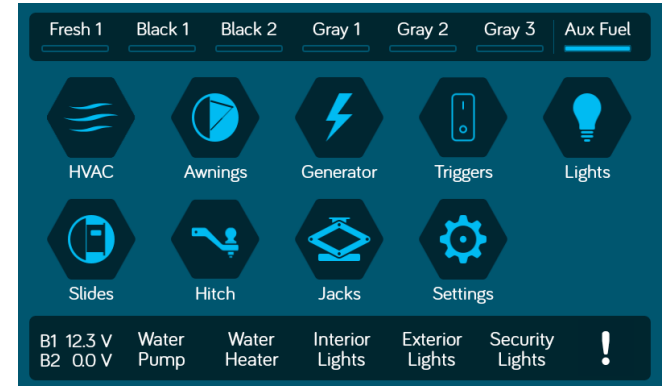 Fresh 1 Black 1 Black 2 Gray 1 Gray 2 Gray 3 Aux Fuel
HVAC Awnings Generator Triggers Lights
Slides Hitch Jacks Settings
B1 12.3 V Water Water Interior Exterior Security !
B2 0.0 V Pump Heater Lights Lights Lights